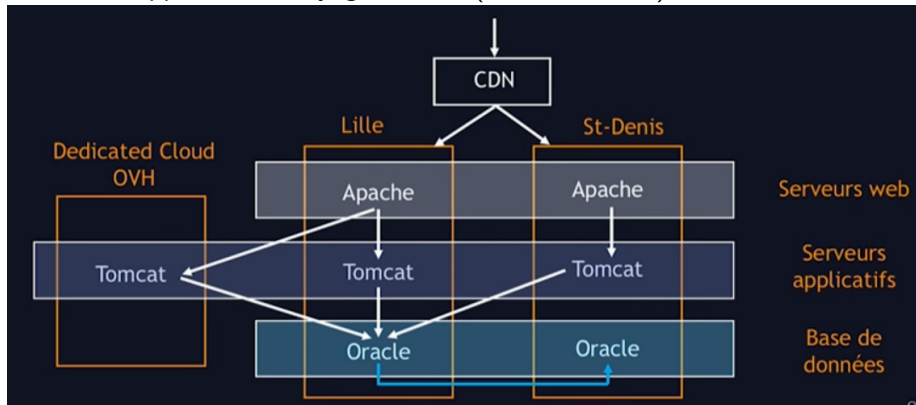 CDN
Lille
St-Denis
Dedicated Cloud
OVH
Apache
Apache
Serveurs web
Tomcat
Tomcat
Tomcat
Serveurs
applicatifs
Oracle
Oracle
Base de
données